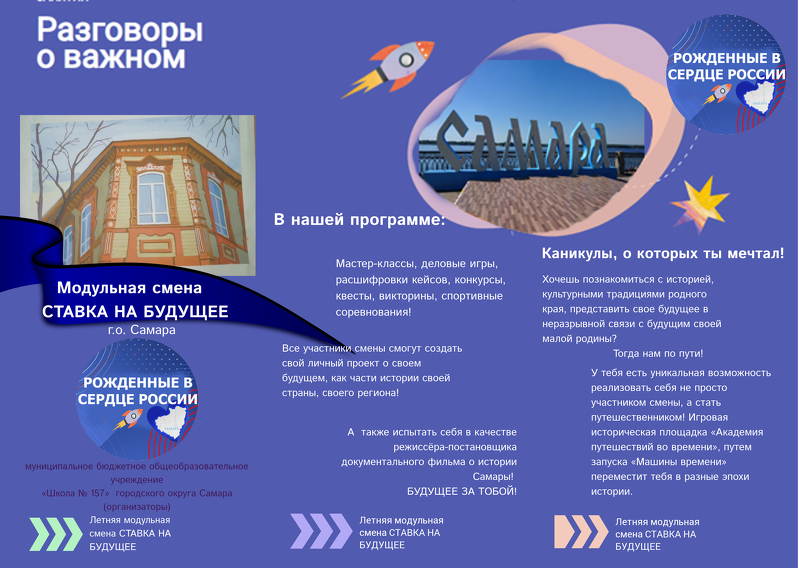 Разговоры
о важном
Модульная смена
СТАВКА НА БУДУЩЕЕ
г.о. Самара
РОЖДЕННЫЕ В
СЕРДЦЕ РОССИИ
муниципальное бюджетное общеобразовательное
учреждение
«Школа № 157» городского округа Самара
(организаторы)
Летняя модульная
смена СТАВКА НА
БУДУЩЕЕ
самара
В нашей программе:
Мастер-классы, деловые игры,
расшифровки кейсов, конкурсы,
квесты, викторины, спортивные
соревнования!
Все участники смены смогут создать
свой личный проект о своем
будущем, как части истории своей
страны, своего региона!
А также испытать себя в качестве
режиссёра-постановщика
документального фильма о истории
Самары!
БУДУЩЕЕ ЗА ТОБОЙ!
Летняя модульная
смена СТАВКА НА
БУДУЩЕЕ
РОЖДЕННЫЕ В
СЕРДЦЕ РОССИИ
Каникулы, о которых ты мечтал!
Хочешь познакомиться с историей,
культурными традициями родного
края, представить свое будущее в
неразрывной связи с будущим своей
малой родины?
Тогда нам по пути!
У тебя есть уникальная возможность
реализовать себя не просто
участником смены, а стать
путешественником! Игровая
историческая площадка «Академия
путешествий во времени», путем
запуска «Машины времени»
переместит тебя в разные эпохи
истории.
Летняя модульная
смена СТАВКА НА
БУДУЩЕЕ